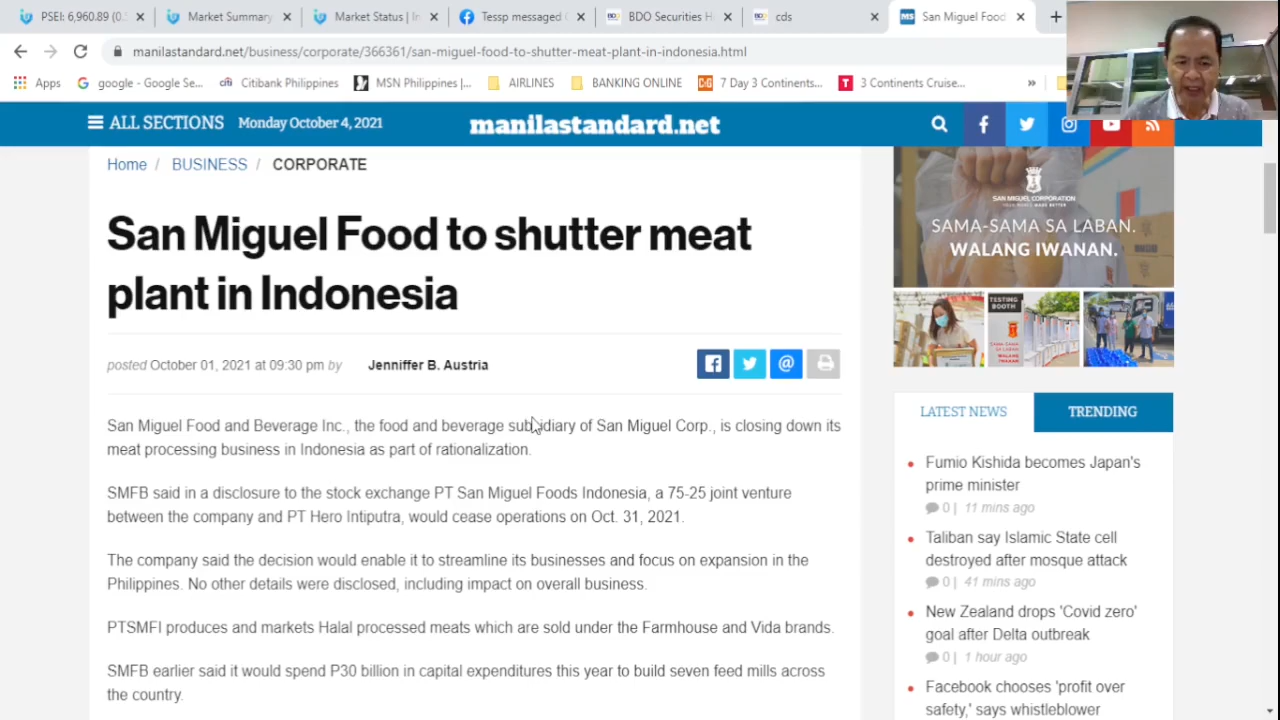 PSEI: 6,960.89 (0.
Market Summary
Market Status | In
Tessp messaged
BDO Securities H
cds
San Miguel Food
manilastandard.net/business/corporate/366361/san-miguel-food-to-shutter-meat-plant-in-indonesia.html
Apps
google - Google Se...
Citibank Philippines
MSN Philippines |...
AIRLINES
BANKING ONLINE
7 Day 3 Continents...
3 Continents Cruise...
»
ALL SECTIONS
Monday October 4, 2021
manilastandard.net
Home / BUSINESS / CORPORATE
San Miguel Food to shutter meat
plant in Indonesia
posted October 01, 2021 at 09:30 pm by Jenniffer B. Austria
San Miguel Food and Beverage Inc., the food and beverage subsidiary of San Miguel Corp., is closing down its
meat processing business in Indonesia as part of rationalization.
SMFB said in a disclosure to the stock exchange PT San Miguel Foods Indonesia, a 75-25 joint venture
between the company and PT Hero Intiputra, would cease operations on Oct. 31, 2021.
The company said the decision would enable it to streamline its businesses and focus on expansion in the
Philippines. No other details were disclosed, including impact on overall business.
PTSMFI produces and markets Halal processed meats which are sold under the Farmhouse and Vida brands.
SMFB earlier said it would spend P30 billion in capital expenditures this year to build seven feed mills across
the country.
SAN MIGUEL CORPORATION
SAMA-SAMA SA LABAN.
WALANG IWANAN.
TESTING
BOOTH
LATEST NEWS
TRENDING
Fumio Kishida becomes Japan's
prime minister
0 | 11 mins ago
Taliban say Islamic State cell
destroyed after mosque attack
0 | 41 mins ago
New Zealand drops 'Covid zero'
goal after Delta outbreak
0 | 1 hour ago
Facebook chooses 'profit over
safety,' says whistleblower